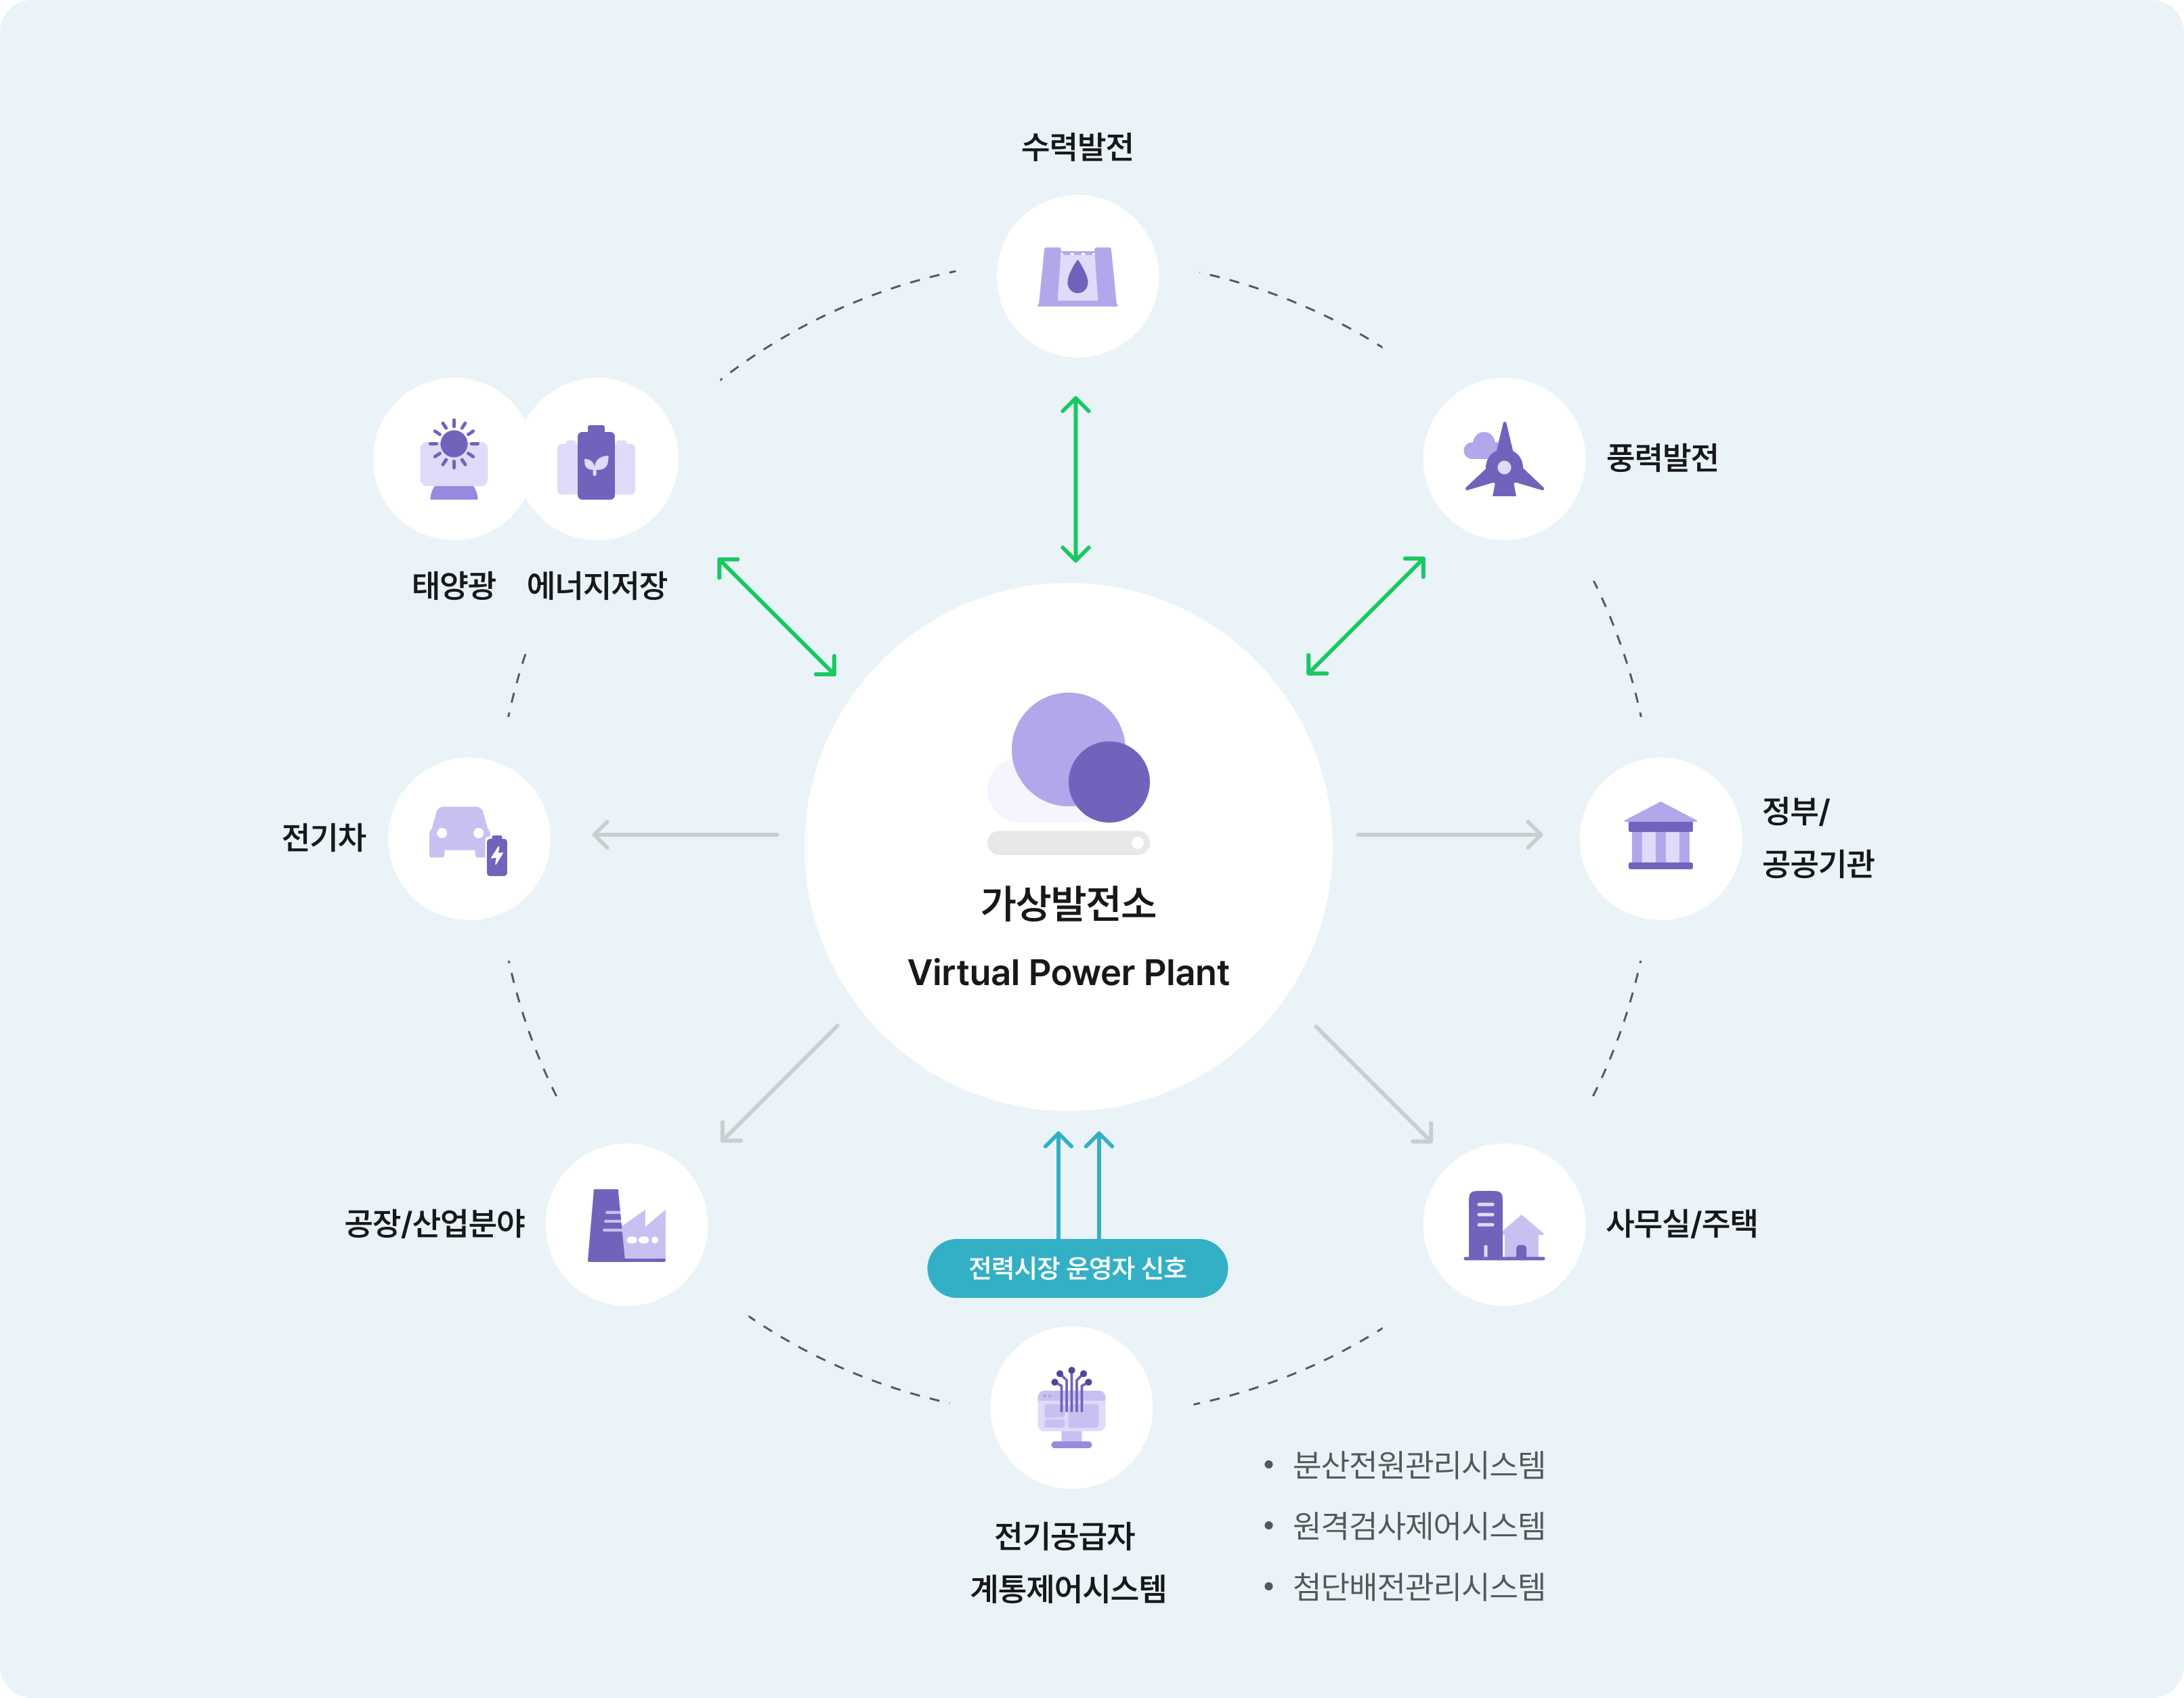 수력발전
풍력발전
태양광
에너지저장
정부/
공공기관
전기차
가상발전소
Virtual Power Plant
공장/산업분야
사무실/주택
전력시장 운영자 신호
전기공급자
계통제어시스템
• 분산전원관리시스템
• 원격검사제어시스템
• 첨단배전관리시스템